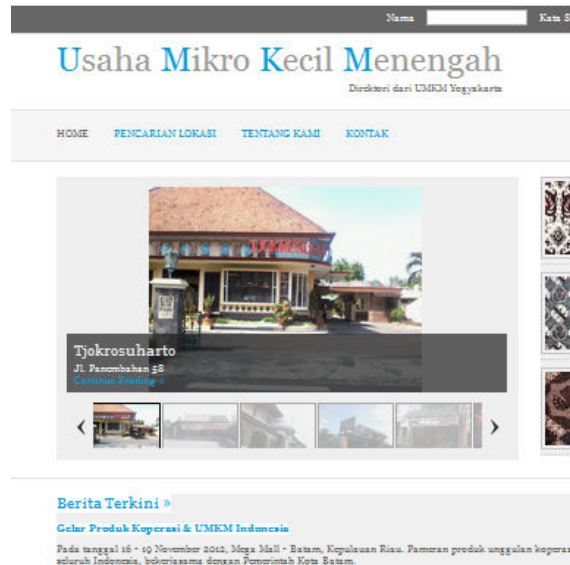 Nama Kata S
Usaha Mikro Kecil Menengah
Direktori dari UMKM Yogyakarta
HOME PENCARIAN LOKASI TENTANG KAMI KONTAK
TJOKROSUH
Tjokrosuharto
Jl. Panembahan 58
Continue Reading »
Berita Terkini »
Gelar Produk Koperasi & UMKM Indonesia
Pada tanggal 16 - 19 November 2012, Mega Mall - Batam, Kepulauan Riau. Pameran produk unggulan kopera
seluruh Indonesia, bekerjasama dengan Pemerintah Kota Batam.